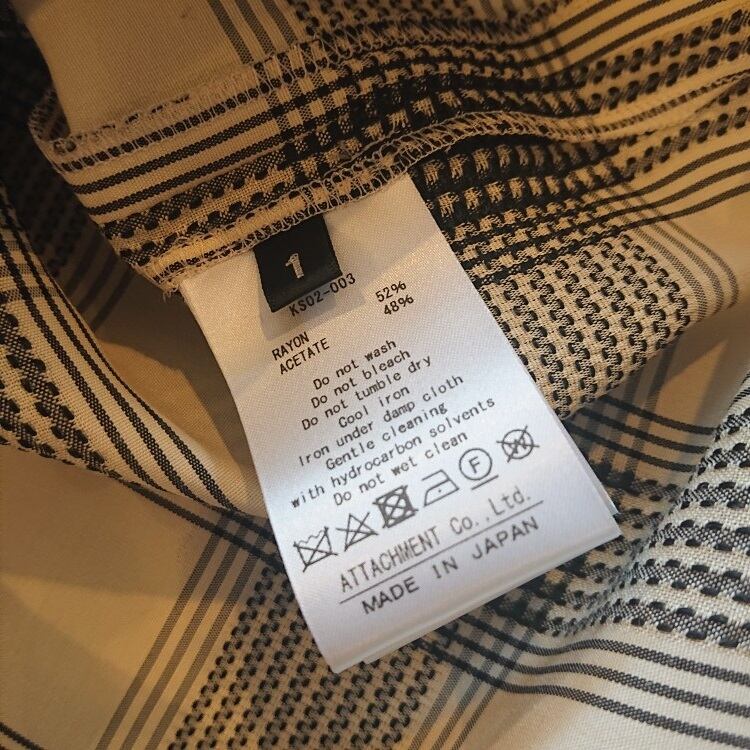 1
KS02-003
RAYON 52%
ACETATE 48%
Do not wash
Do not bleach
Do not tumble dry
Cool iron
Iron under damp cloth
Gentle cleaning
with hydrocarbon solvents
Do not wet clean
F W
ATTACHMENT Co.,Ltd.
MADE IN JAPAN